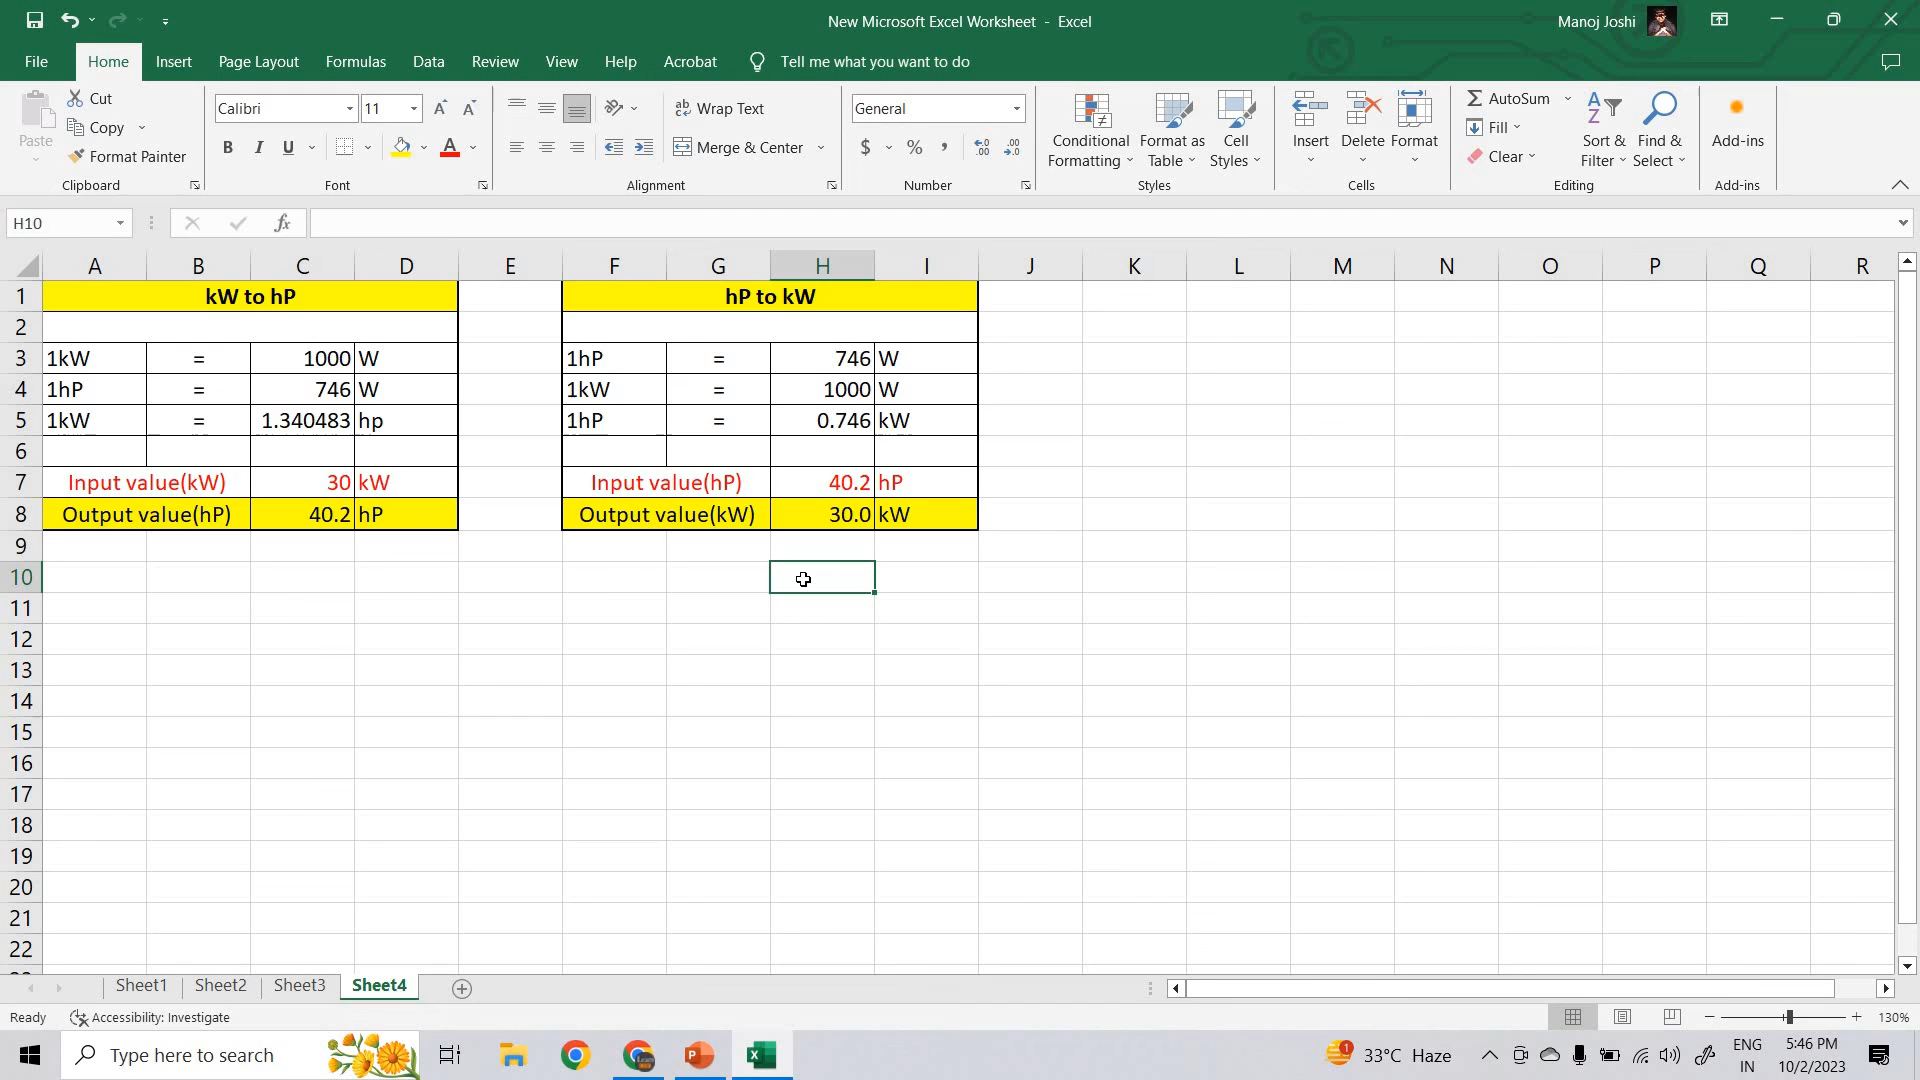 New Microsoft Excel Worksheet - Excel
Manoj Joshi
File Home Insert Page Layout Formulas Data Review View Help Acrobat Tell me what you want to do
Paste
Cut
Copy
Format Painter
Clipboard
Calibri 11
B I U A
Font
Wrap Text
Merge & Center
Alignment
General
$ % ,
Number
Conditional Formatting
Format as Table
Cell Styles
Styles
Insert Delete Format
Cells
AutoSum
Fill
Clear
Sort & Filter
Find & Select
Editing
Add-ins
Add-ins
H10 fx
A B C D E F G H I J K L M N O P Q R
1 kW to hP hP to kW
2
3 1kW = 1000 W 1hP = 746 W
4 1hP = 746 W 1kW = 1000 W
5 1kW = 1.340483 hp 1hP = 0.746 kW
6
7 Input value(kW) 30 kW Input value(hP) 40.2 hP
8 Output value(hP) 40.2 hP Output value(kW) 30.0 kW
9
10
11
12
13
14
15
16
17
18
19
20
21
22
Sheet1 Sheet2 Sheet3 Sheet4
Ready Accessibility: Investigate 130%
Type here to search
33°C Haze
ENG
IN
5:46 PM
10/2/2023